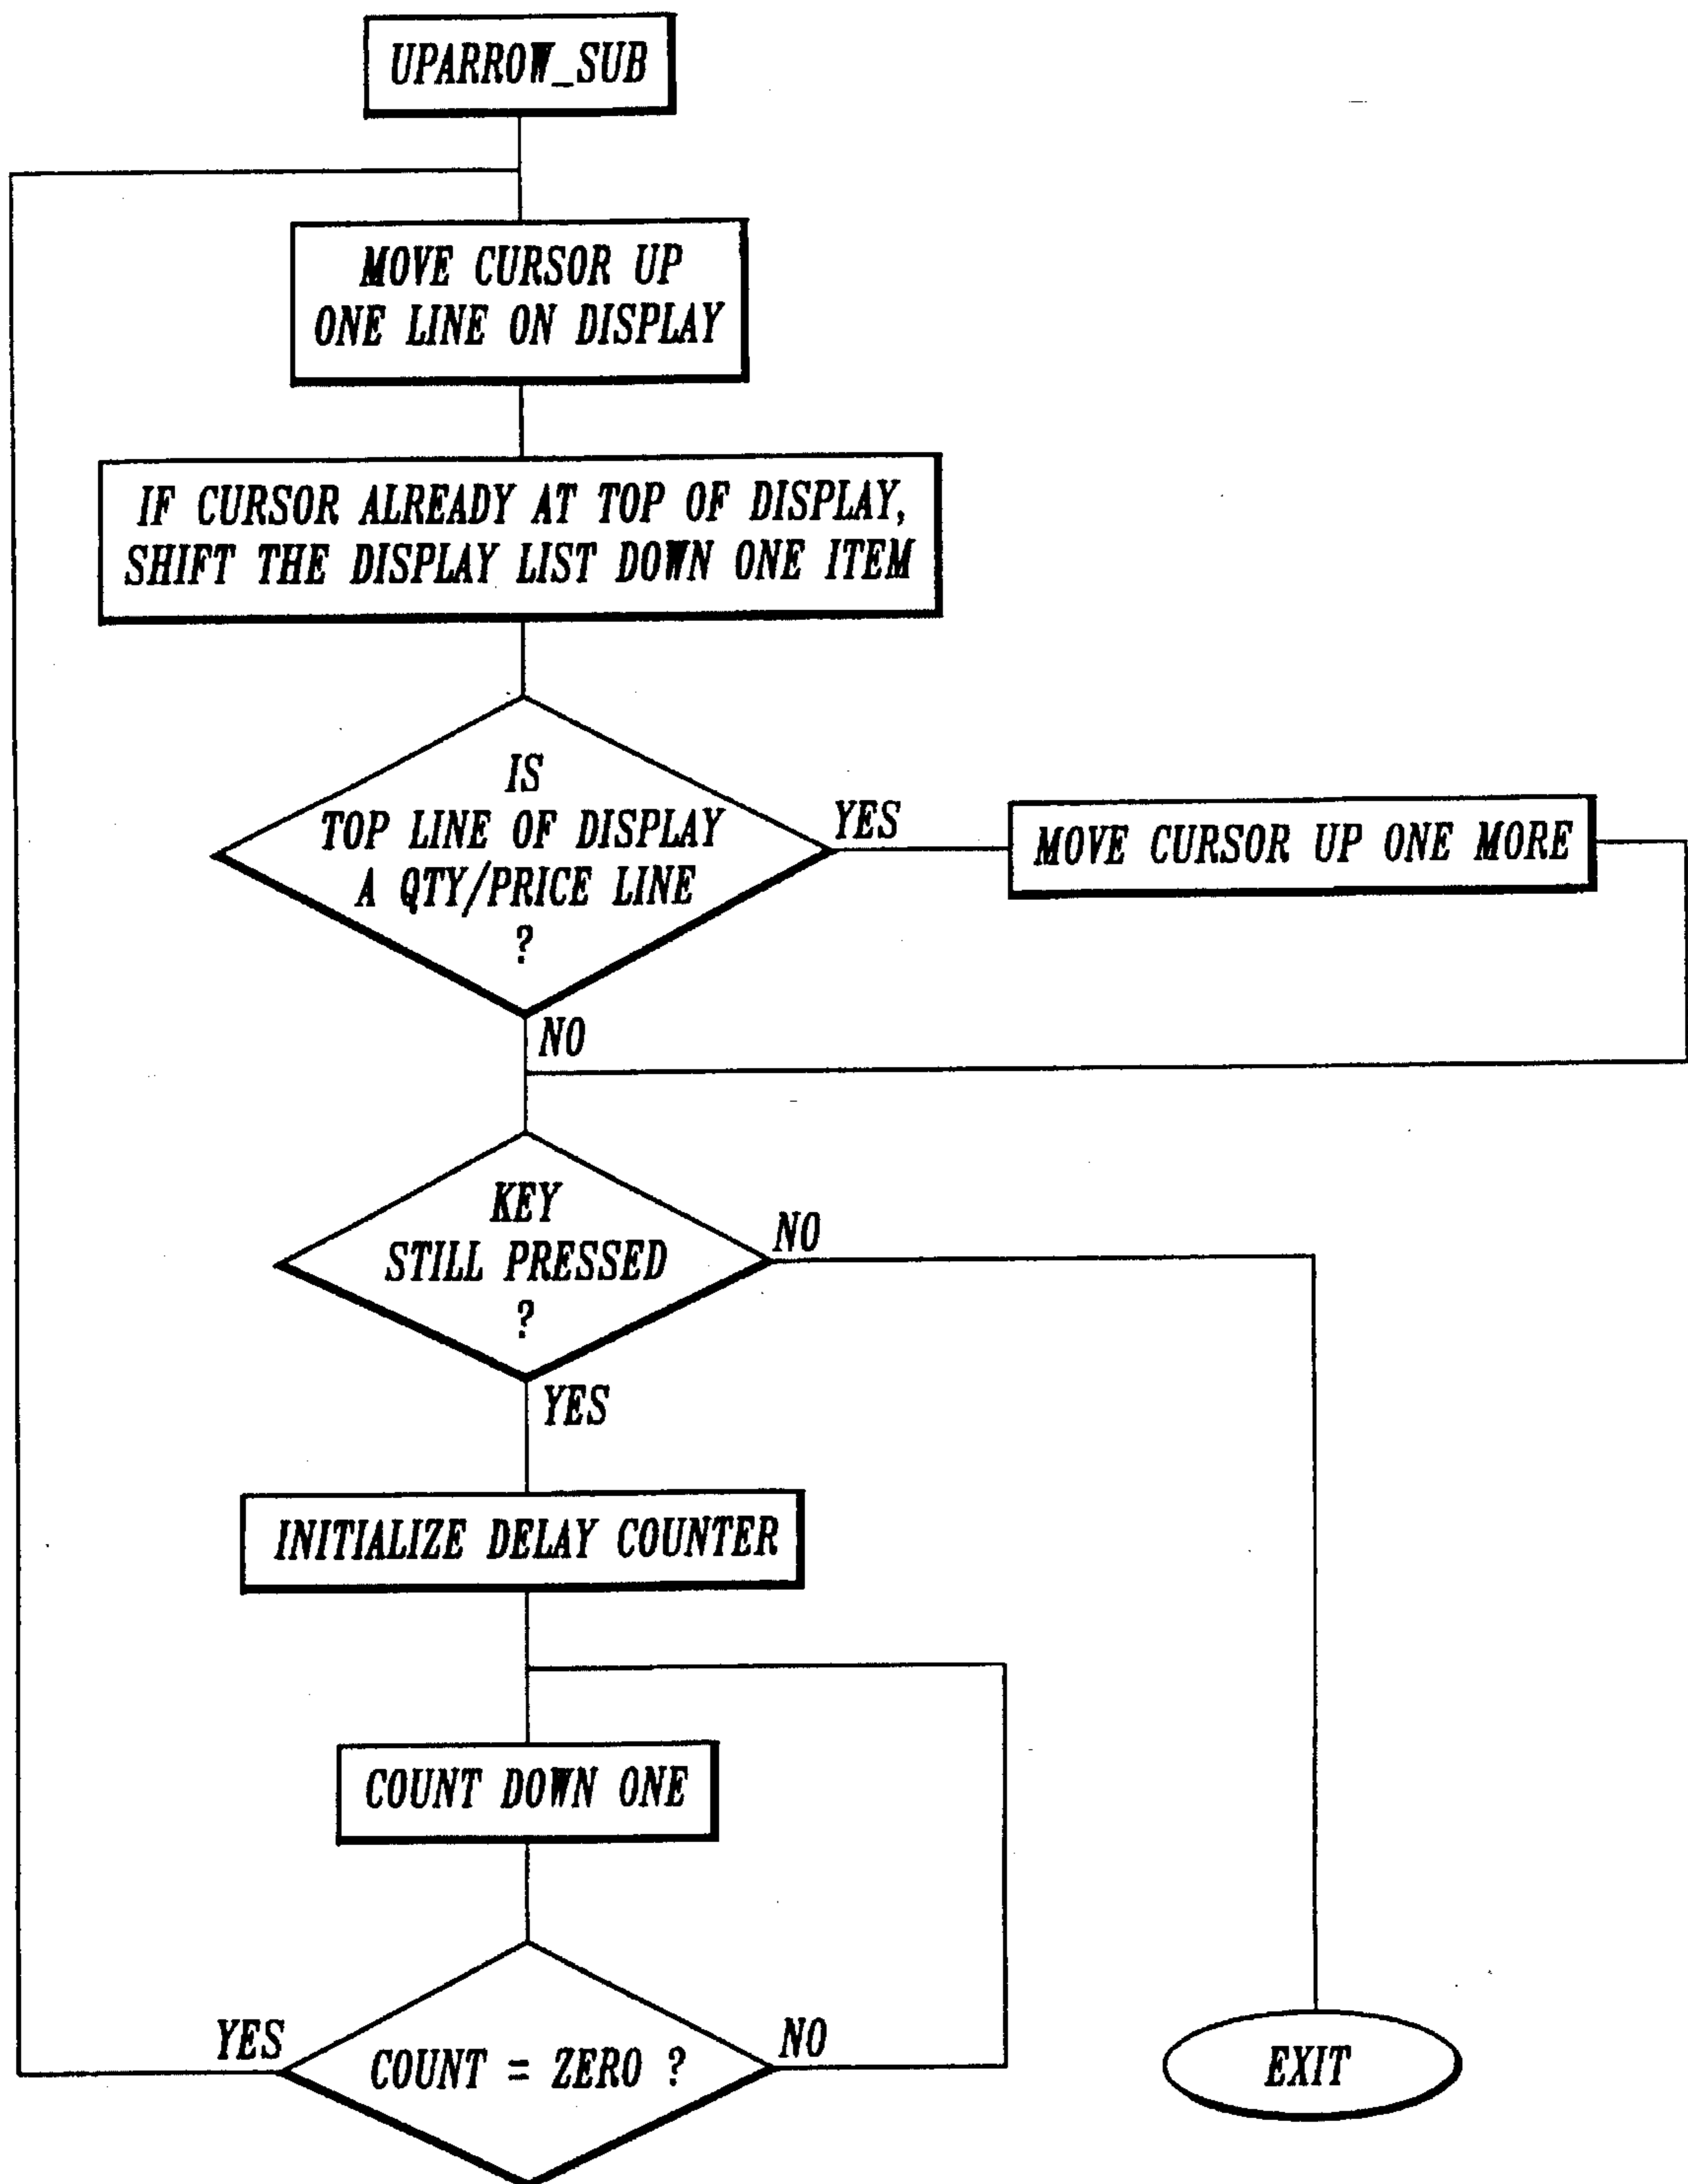 UPARROW_SUB
MOVE CURSOR UP
ONE LINE ON DISPLAY
IF CURSOR ALREADY AT TOP OF DISPLAY,
SHIFT THE DISPLAY LIST DOWN ONE ITEM
IS
TOP LINE OF DISPLAY
A QTY/PRICE LINE
?
YES
MOVE CURSOR UP ONE MORE
NO
KEY
STILL PRESSED
?
NO
YES
INITIALIZE DELAY COUNTER
COUNT DOWN ONE
YES
COUNT = ZERO ?
NO
EXIT